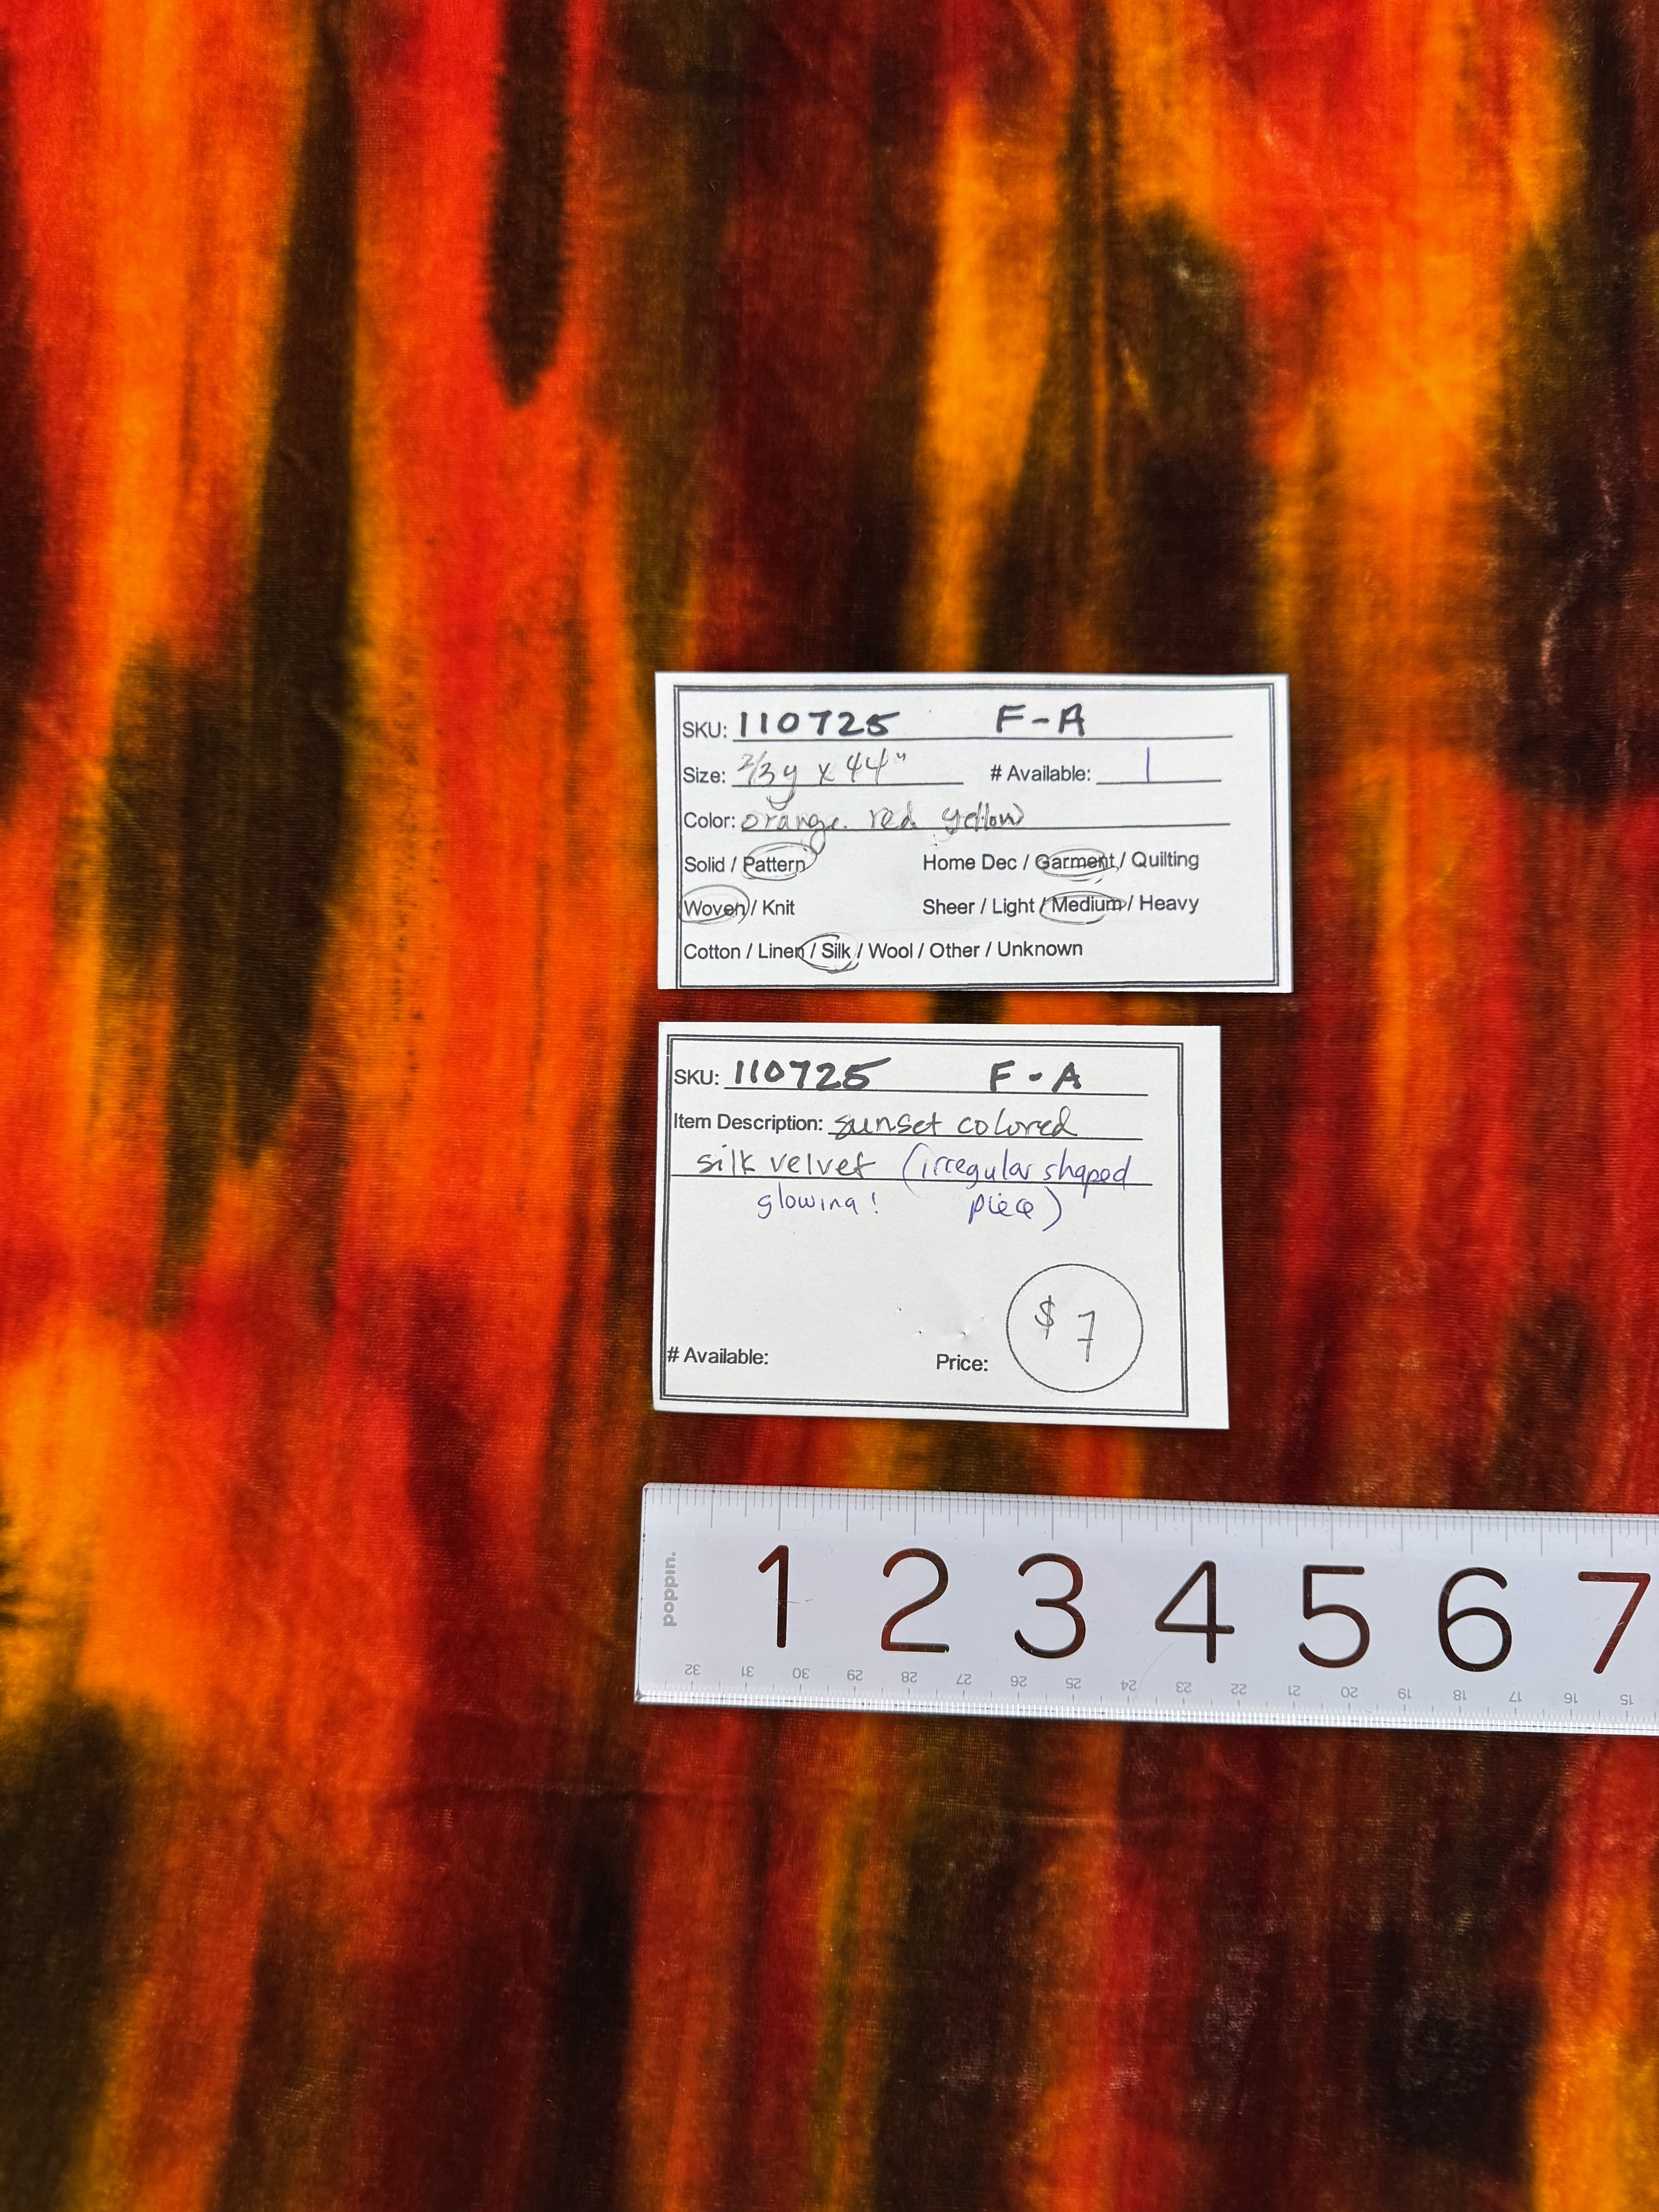 SKU: 110725 F-A
Size: 2/3y x 44" # Available: 1
Color: orange. red yellow
Solid / Pattern Home Dec / Garment / Quilting
Woven / Knit Sheer / Light / Medium / Heavy
Cotton / Linen / Silk / Wool / Other / Unknown
SKU: 110725 F-A
Item Description: sunset colored
silk velvet (irregular shaped
glowing! piece)
$7
# Available: Price:
poppin.
1 2 3 4 5 6 7
32 31 30 29 28 27 26 25 24 23 22 21 20 19 18 17 16 15